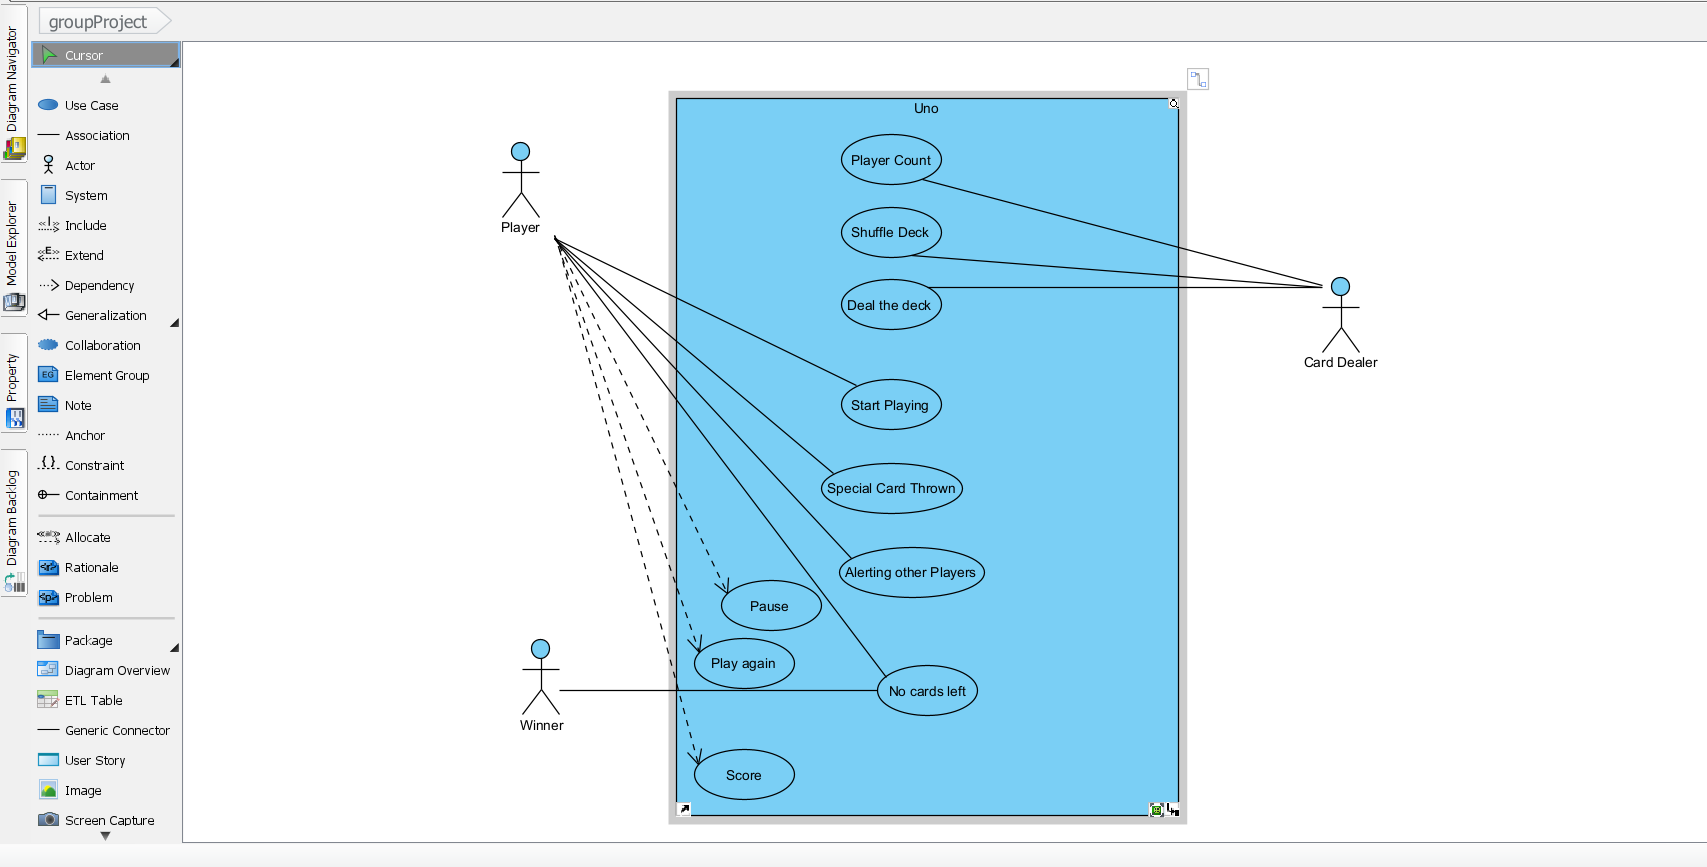 groupProject
Diagram Navigator
Model Explorer
Property
Diagram Backlog
Cursor
Use Case
Association
Actor
System
Include
Extend
Dependency
Generalization
Collaboration
EG
Element Group
Note
Anchor
Constraint
Containment
Allocate
Rationale
Problem
Package
Diagram Overview
ETL Table
Generic Connector
User Story
Image
Screen Capture
Uno
Player Count
Shuffle Deck
Deal the deck
Start Playing
Special Card Thrown
Alerting other Players
Pause
Play again
No cards left
Score
Player
Winner
Card Dealer